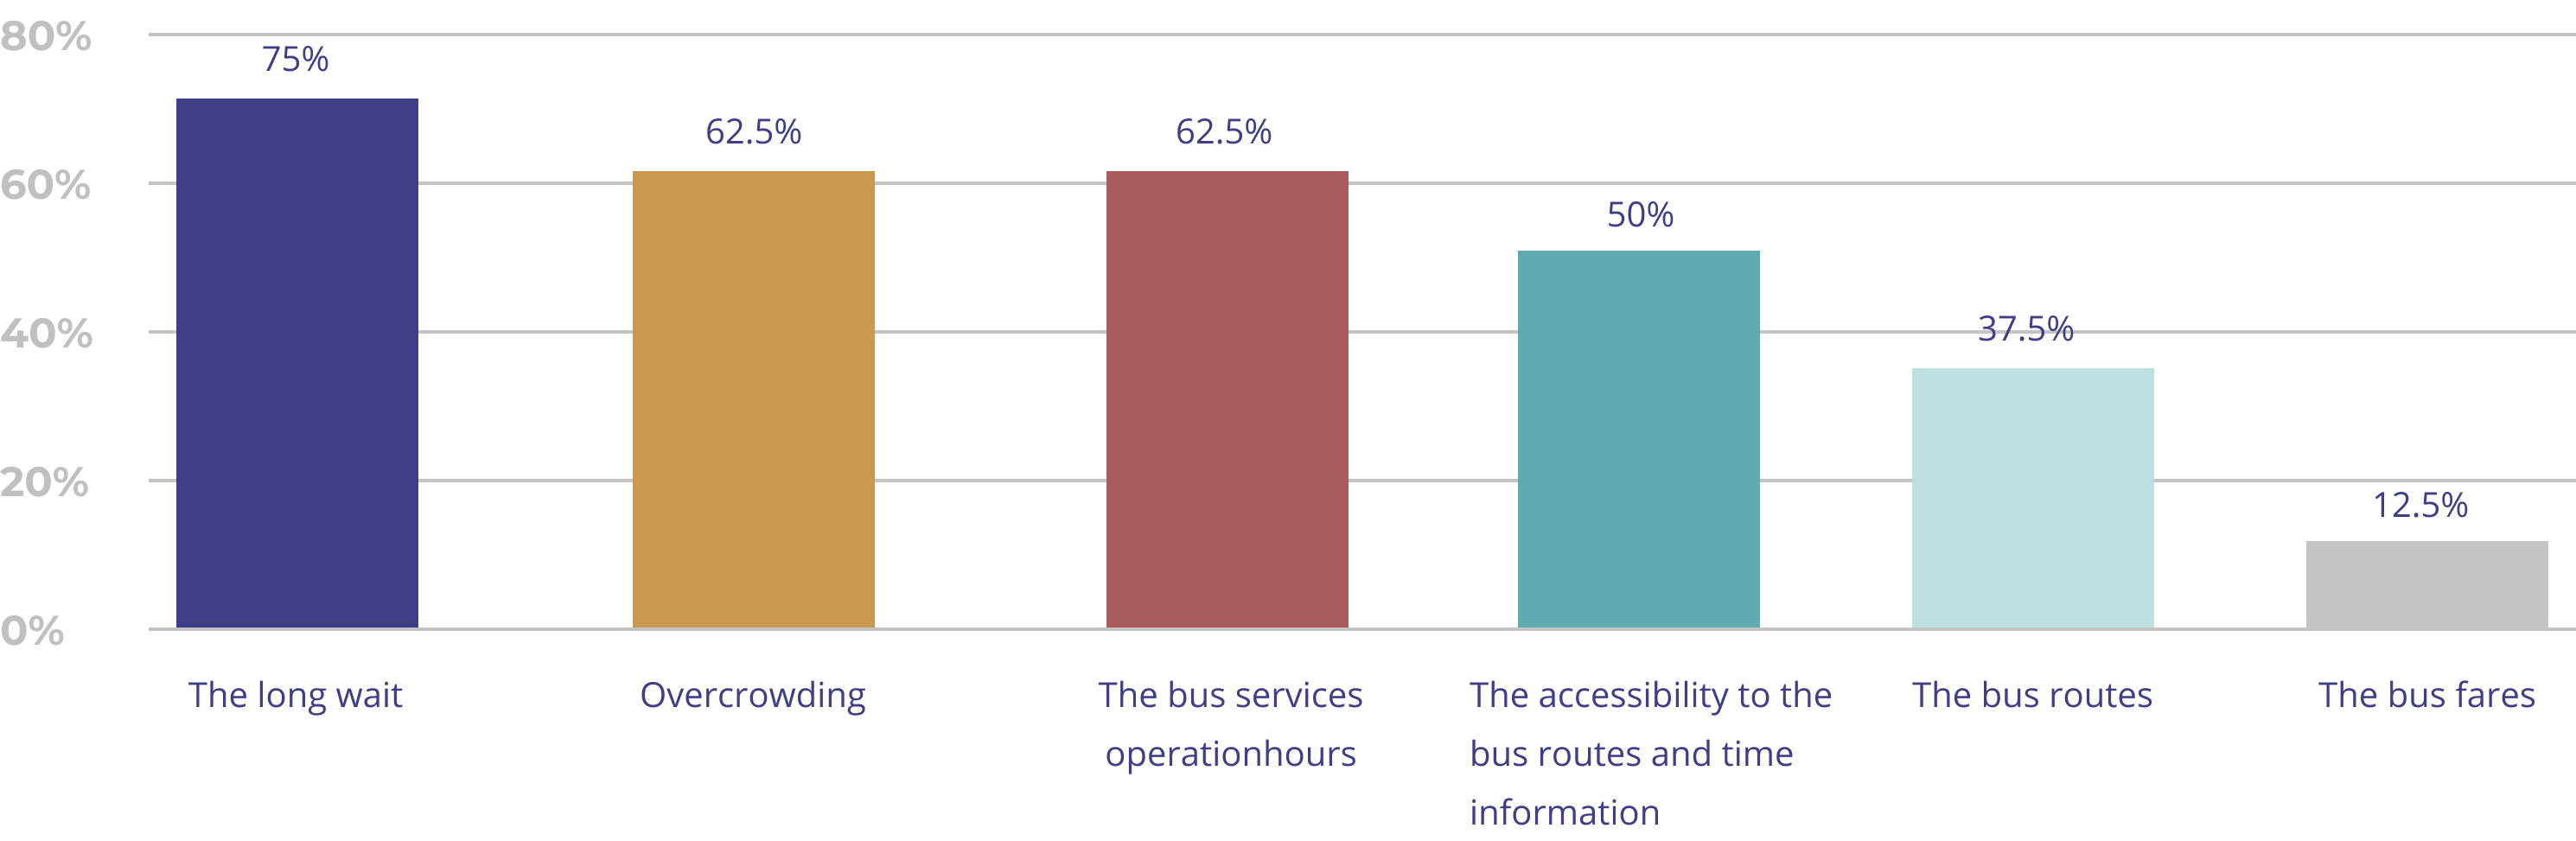 80%
75%
62.5%
62.5%
60%
50%
40%
37.5%
20%
12.5%
0%
The long wait
Overcrowding
The bus services
operationhours
The accessibility to the
bus routes and time
information
The bus routes
The bus fares